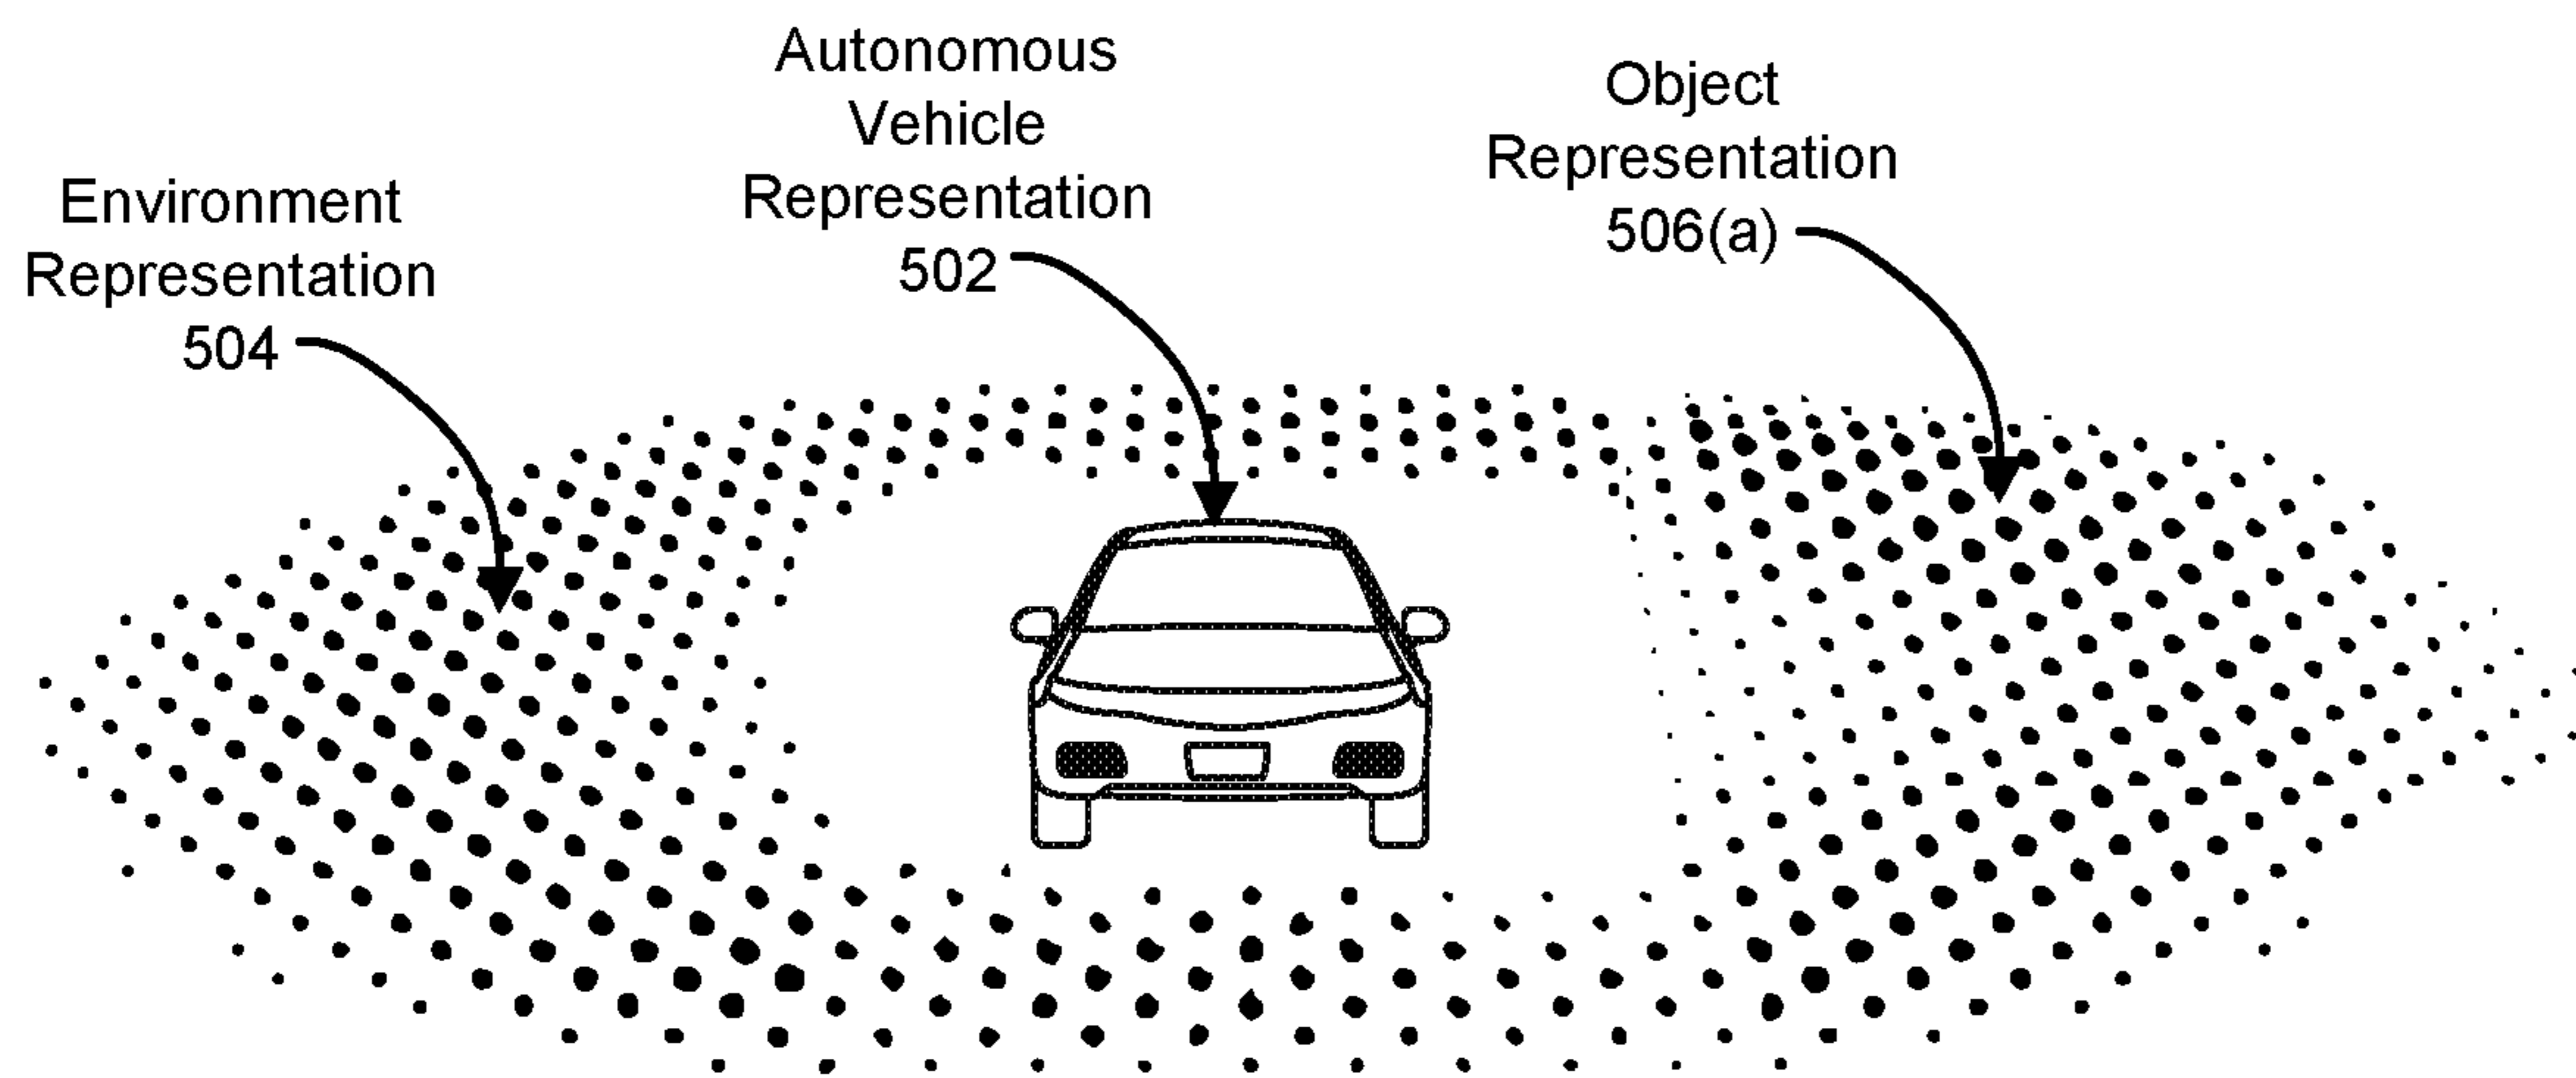 Environment
Representation
504
Autonomous
Vehicle
Representation
502
Object
Representation
506(a)